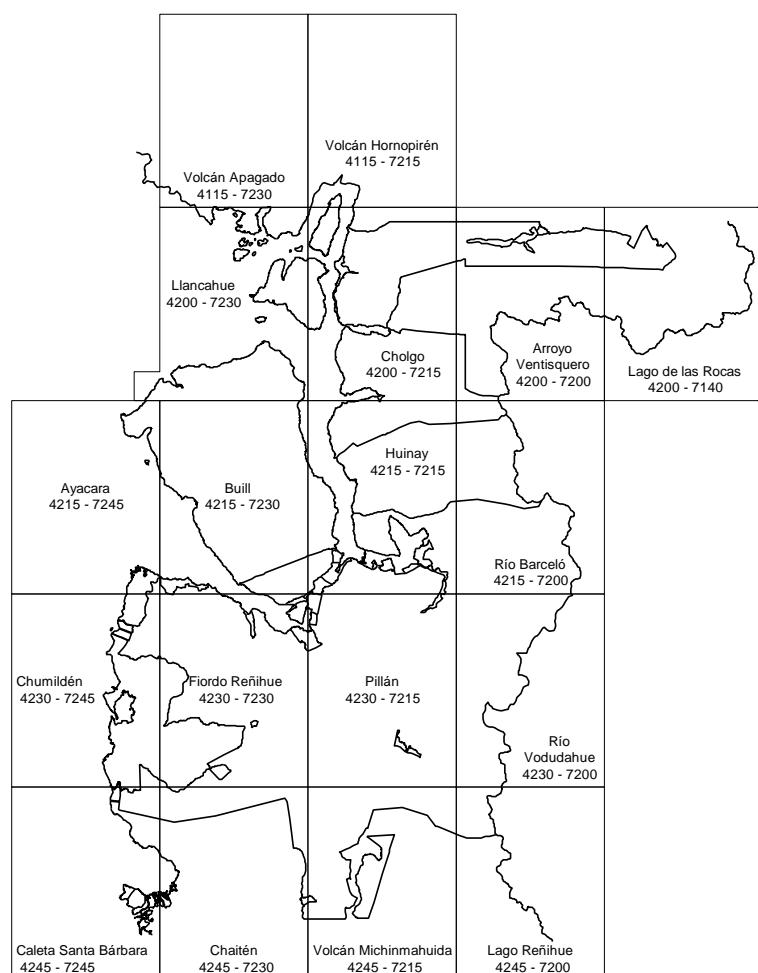 Volcán Hornopirén
4115 - 7215
Volcán Apagado
4115 - 7230
Llancahue
4200 - 7230
Cholgo
4200 - 7215
Arroyo
Ventisquero
4200 - 7200
Lago de las Rocas
4200 - 7140
Ayacara
4215 - 7245
Buill
4215 - 7230
Huinay
4215 - 7215
Río Barceló
4215 - 7200
Chumildén
4230 - 7245
Fiordo Reñihue
4230 - 7230
Pillán
4230 - 7215
Río
Vodudahue
4230 - 7200
Caleta Santa Bárbara
4245 - 7245
Chaitén
4245 - 7230
Volcán Michinmahuida
4245 - 7215
Lago Reñihue
4245 - 7200